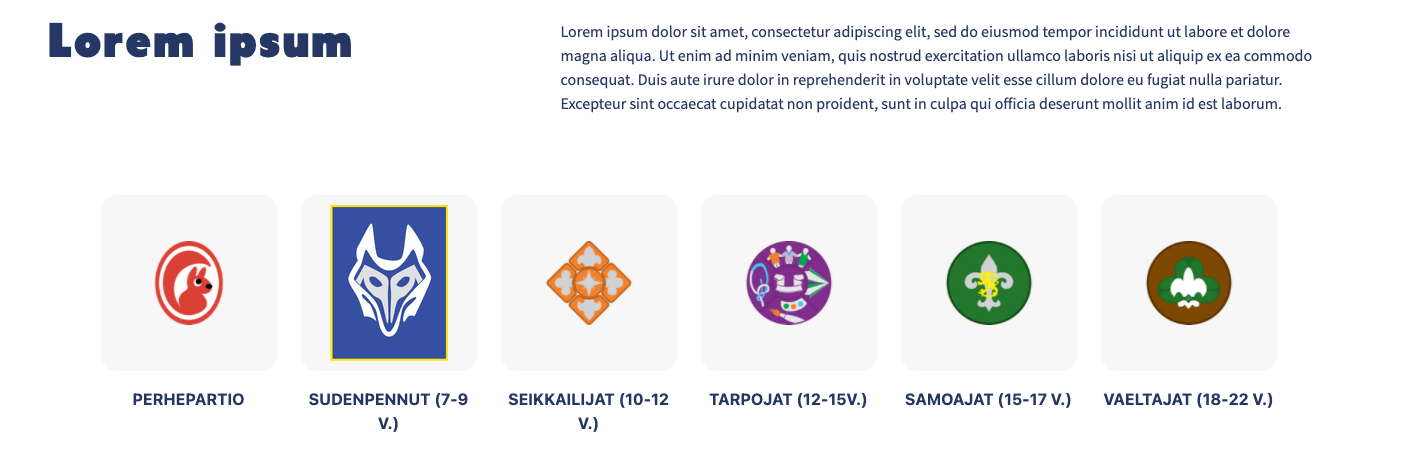 Lorem ipsum
Lorem ipsum dolor sit amet, consectetur adipiscing elit, sed do eiusmod tempor incididunt ut labore et dolore
magna aliqua. Ut enim ad minim veniam, quis nostrud exercitation ullamco laboris nisi ut aliquip ex ea commodo
consequat. Duis aute irure dolor in reprehenderit in voluptate velit esse cillum dolore eu fugiat nulla pariatur.
Excepteur sint occaecat cupidatat non proident, sunt in culpa qui officia deserunt mollit anim id est laborum.
PERHEPARTIO
SUDENPENNUT (7-9
V.)
SEIKKAILIJAT (10-12
V.)
TARPOJAT (12-15V.)
SAMOAJAT (15-17 V.)
VAELTAJAT (18-22 V.)